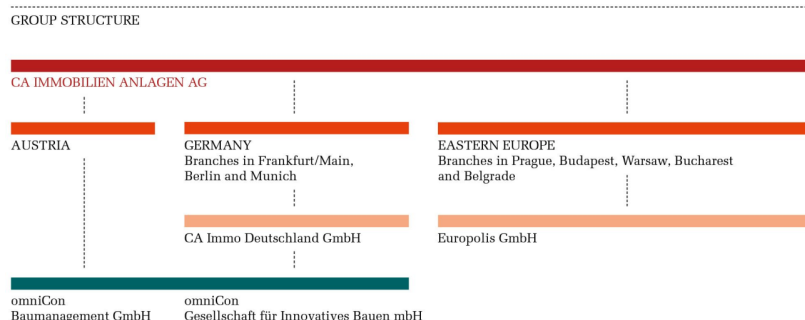 GROUP STRUCTURE
CA IMMOBILIEN ANLAGEN AG
AUSTRIA
GERMANY
Branches in Frankfurt/Main,
Berlin and Munich
EASTERN EUROPE
Branches in Prague, Budapest, Warsaw, Bucharest
and Belgrade
CA Immo Deutschland GmbH
Europolis GmbH
omniCon
Baumanagement GmbH
omniCon
Gesellschaft für Innovatives Bauen mbH